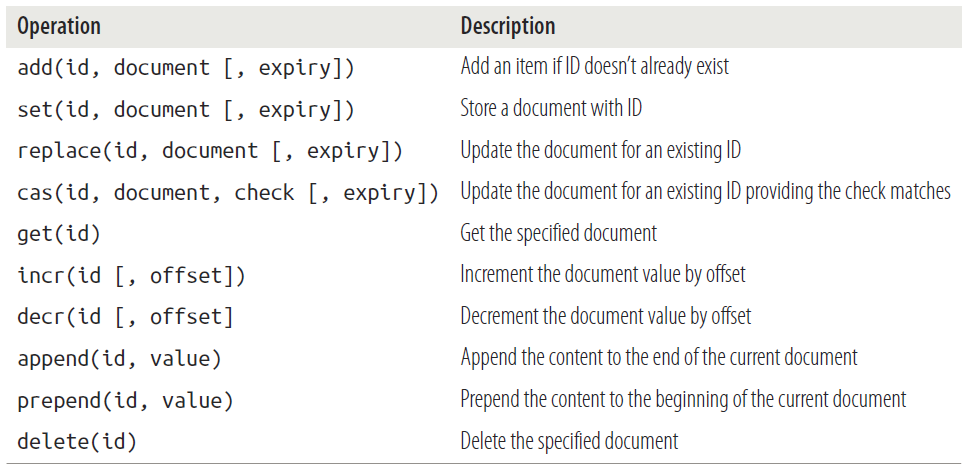 Operation Description
add(id, document [, expiry]) Add an item if ID doesn’t already exist
set(id, document [, expiry]) Store a document with ID
replace(id, document [, expiry]) Update the document for an existing ID
cas(id, document, check [, expiry]) Update the document for an existing ID providing the check matches
get(id) Get the specified document
incr(id [, offset]) Increment the document value by offset
decr(id [, offset] Decrement the document value by offset
append(id, value) Append the content to the end of the current document
prepend(id, value) Prepend the content to the beginning of the current document
delete(id) Delete the specified document